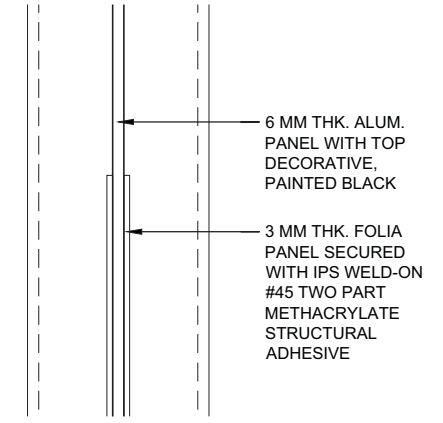 6 MM THK. ALUM.
PANEL WITH TOP
DECORATIVE,
PAINTED BLACK
3 MM THK. FOLIA
PANEL SECURED
WITH IPS WELD-ON
#45 TWO PART
METHACRYLATE
STRUCTURAL
ADHESIVE